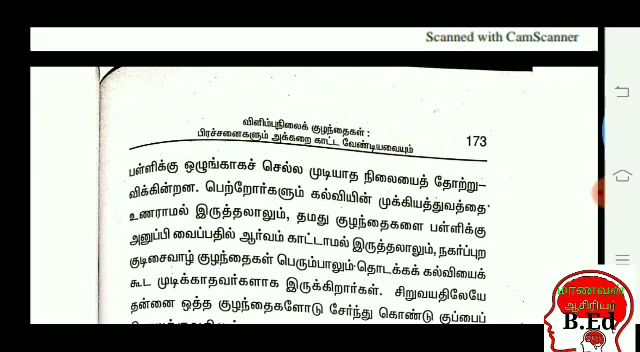 Scanned with CamScanner
விளிம்புநிலைக் குழந்தைகள் :
பிரச்சனைகளும் அக்கறை காட்ட வேண்டியவையும்
173
பள்ளிக்கு ஒழுங்காகச் செல்ல முடியாத நிலையைத் தோற்று–
விக்கின்றன. பெற்றோர்களும் கல்வியின் முக்கியத்துவத்தை
உணராமல் இருத்தலாலும், தமது குழந்தைகளை பள்ளிக்கு
அனுப்பி வைப்பதில் ஆர்வம் காட்டாமல் இருத்தலாலும், நகர்ப்புற
குடிசைவாழ் குழந்தைகள் பெரும்பாலும் தொடக்கக் கல்வியைக்
கூட முடிக்காதவர்களாக இருக்கிறார்கள். சிறுவயதிலேயே
தன்னை ஒத்த குழந்தைகளோடு சேர்ந்து கொண்டு குப்பைப்
மாணவன்
ஆசிரியர்
B.Ed